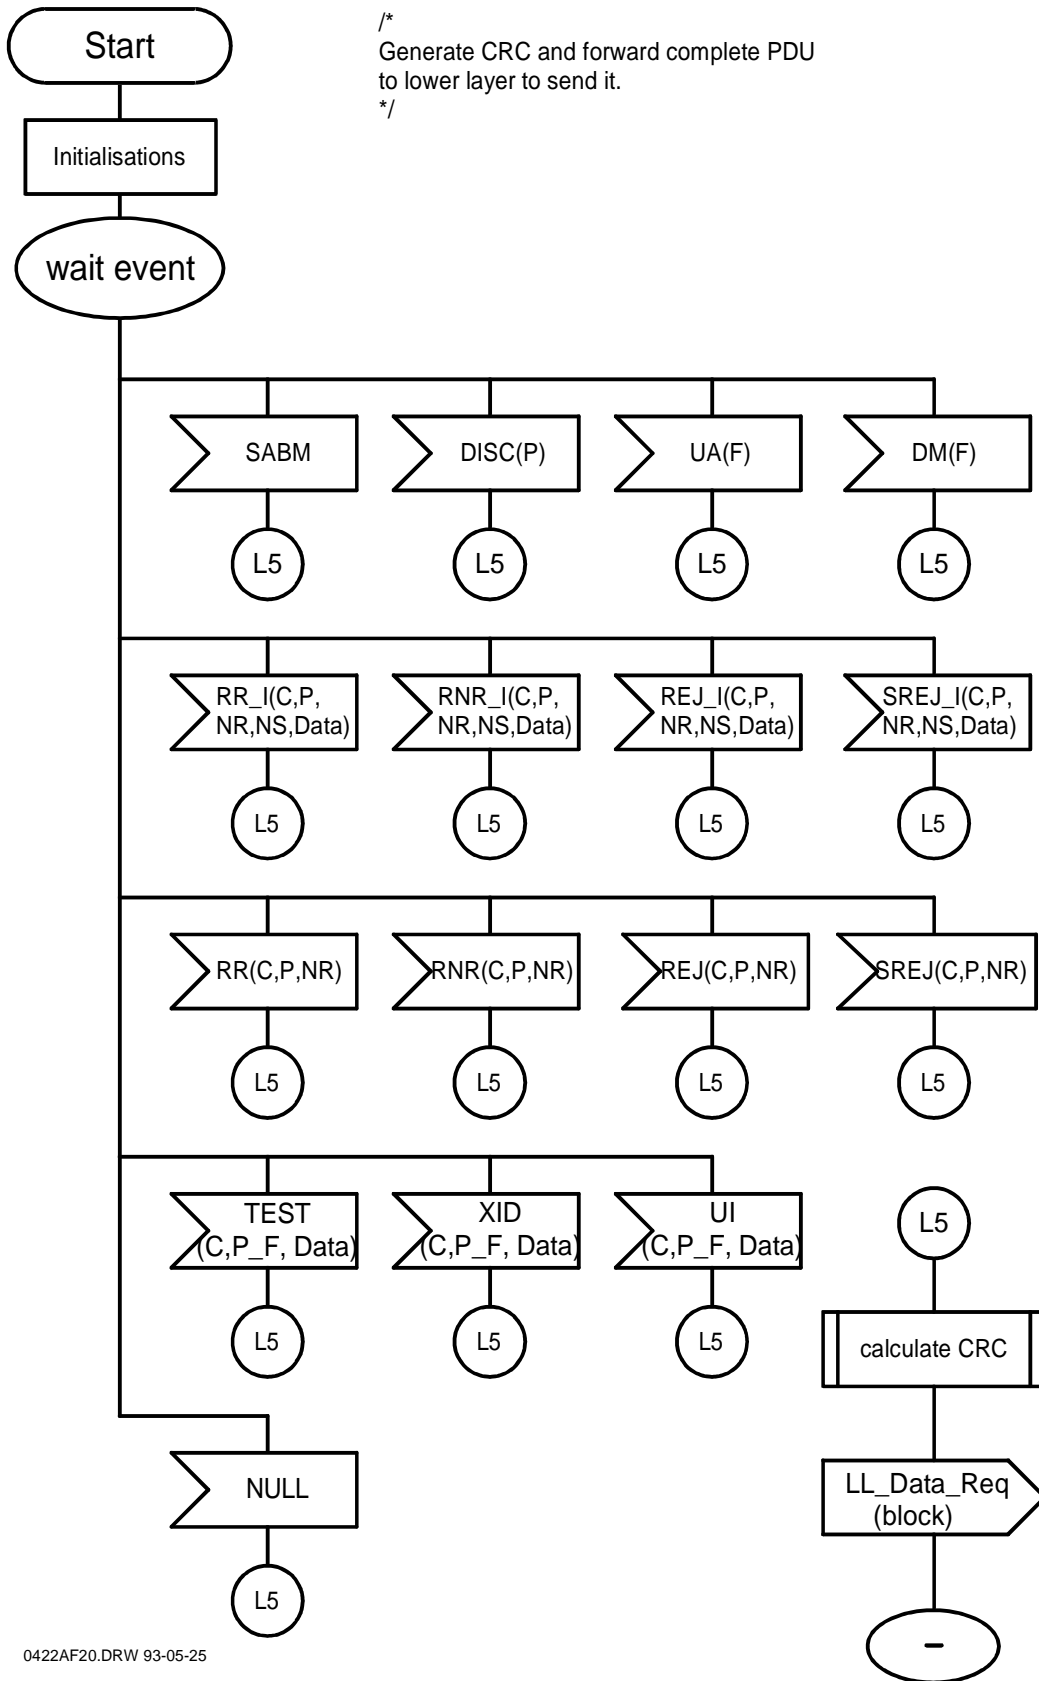 Start
/*
Generate CRC and forward complete PDU
to lower layer to send it.
*/
Initialisations
wait event
SABM
DISC(P)
UA(F)
DM(F)
L5
L5
L5
L5
RR_I(C,P,
NR,NS,Data)
RNR_I(C,P,
NR,NS,Data)
REJ_I(C,P,
NR,NS,Data)
SREJ_I(C,P,
NR,NS,Data)
L5
L5
L5
L5
RR(C,P,NR)
RNR(C,P,NR)
REJ(C,P,NR)
SREJ(C,P,NR)
L5
L5
L5
L5
TEST
(C,P_F, Data)
XID
(C,P_F, Data)
UI
(C,P_F, Data)
L5
L5
L5
L5
calculate CRC
NULL
LL_Data_Req
(block)
L5
–
0422AF20.DRW 93-05-25